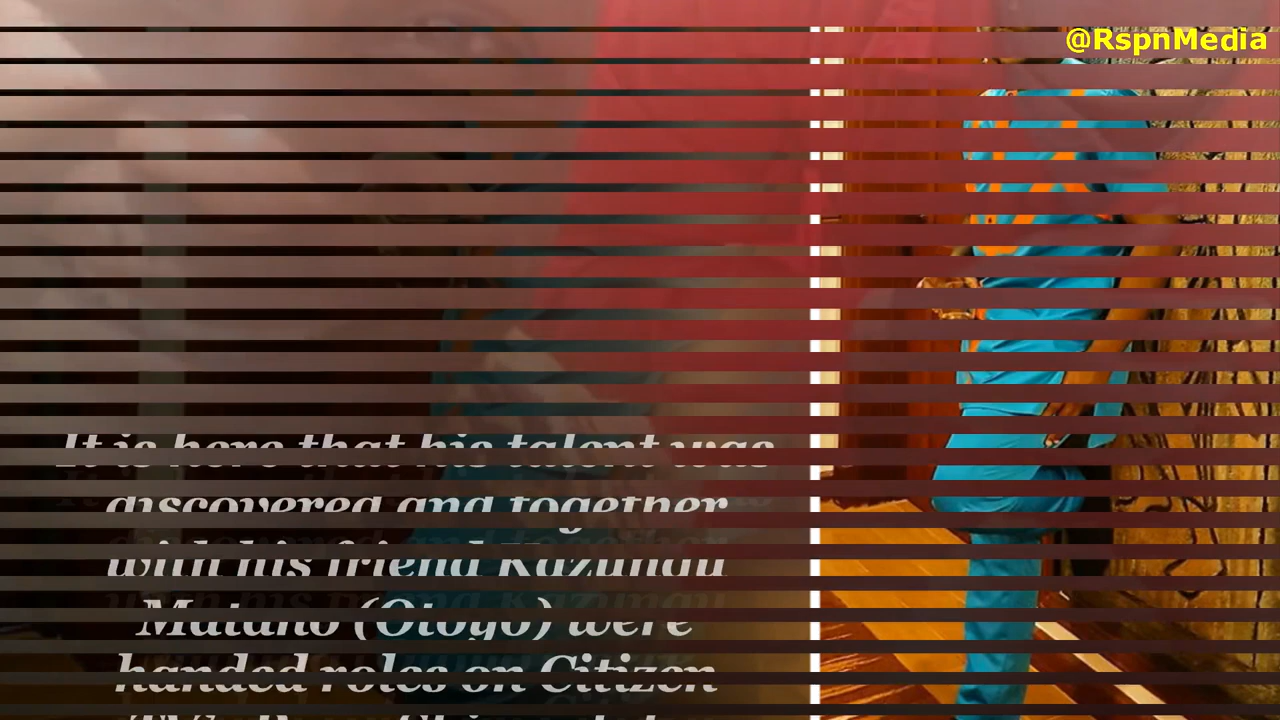 @RspnMedia
It is here that his talent was
discovered and together
with his friend Kazungu
Matano (Otoyo) were
handed roles on Citizen